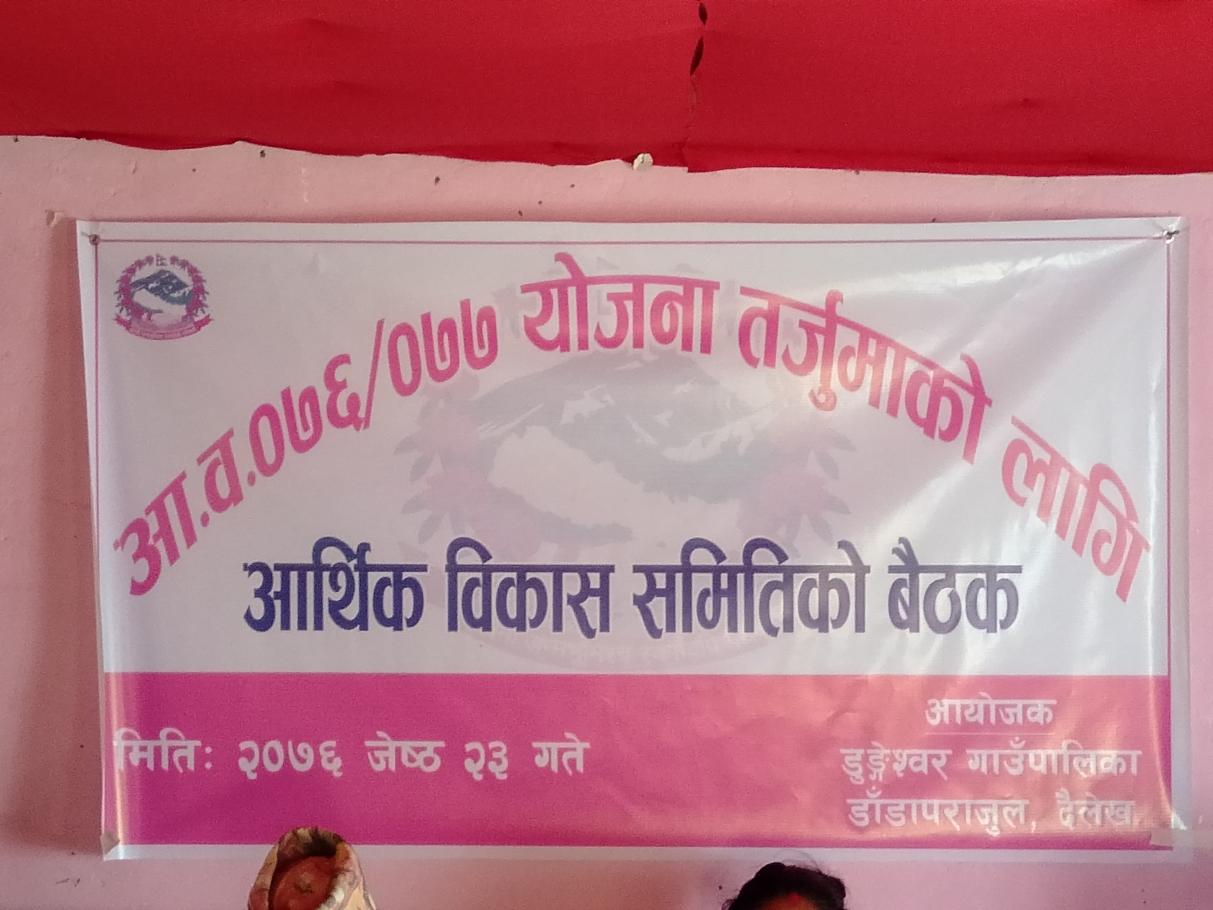 आ.व.०७६/०७७ योजना तर्जुमाको लागि
आर्थिक विकास समितिको बैठक
मितिः २०७६ जेष्ठ २३ गते
आयोजक
डुङ्गेश्वर गाउँपालिका
डाँडापराजुल, दैलेख